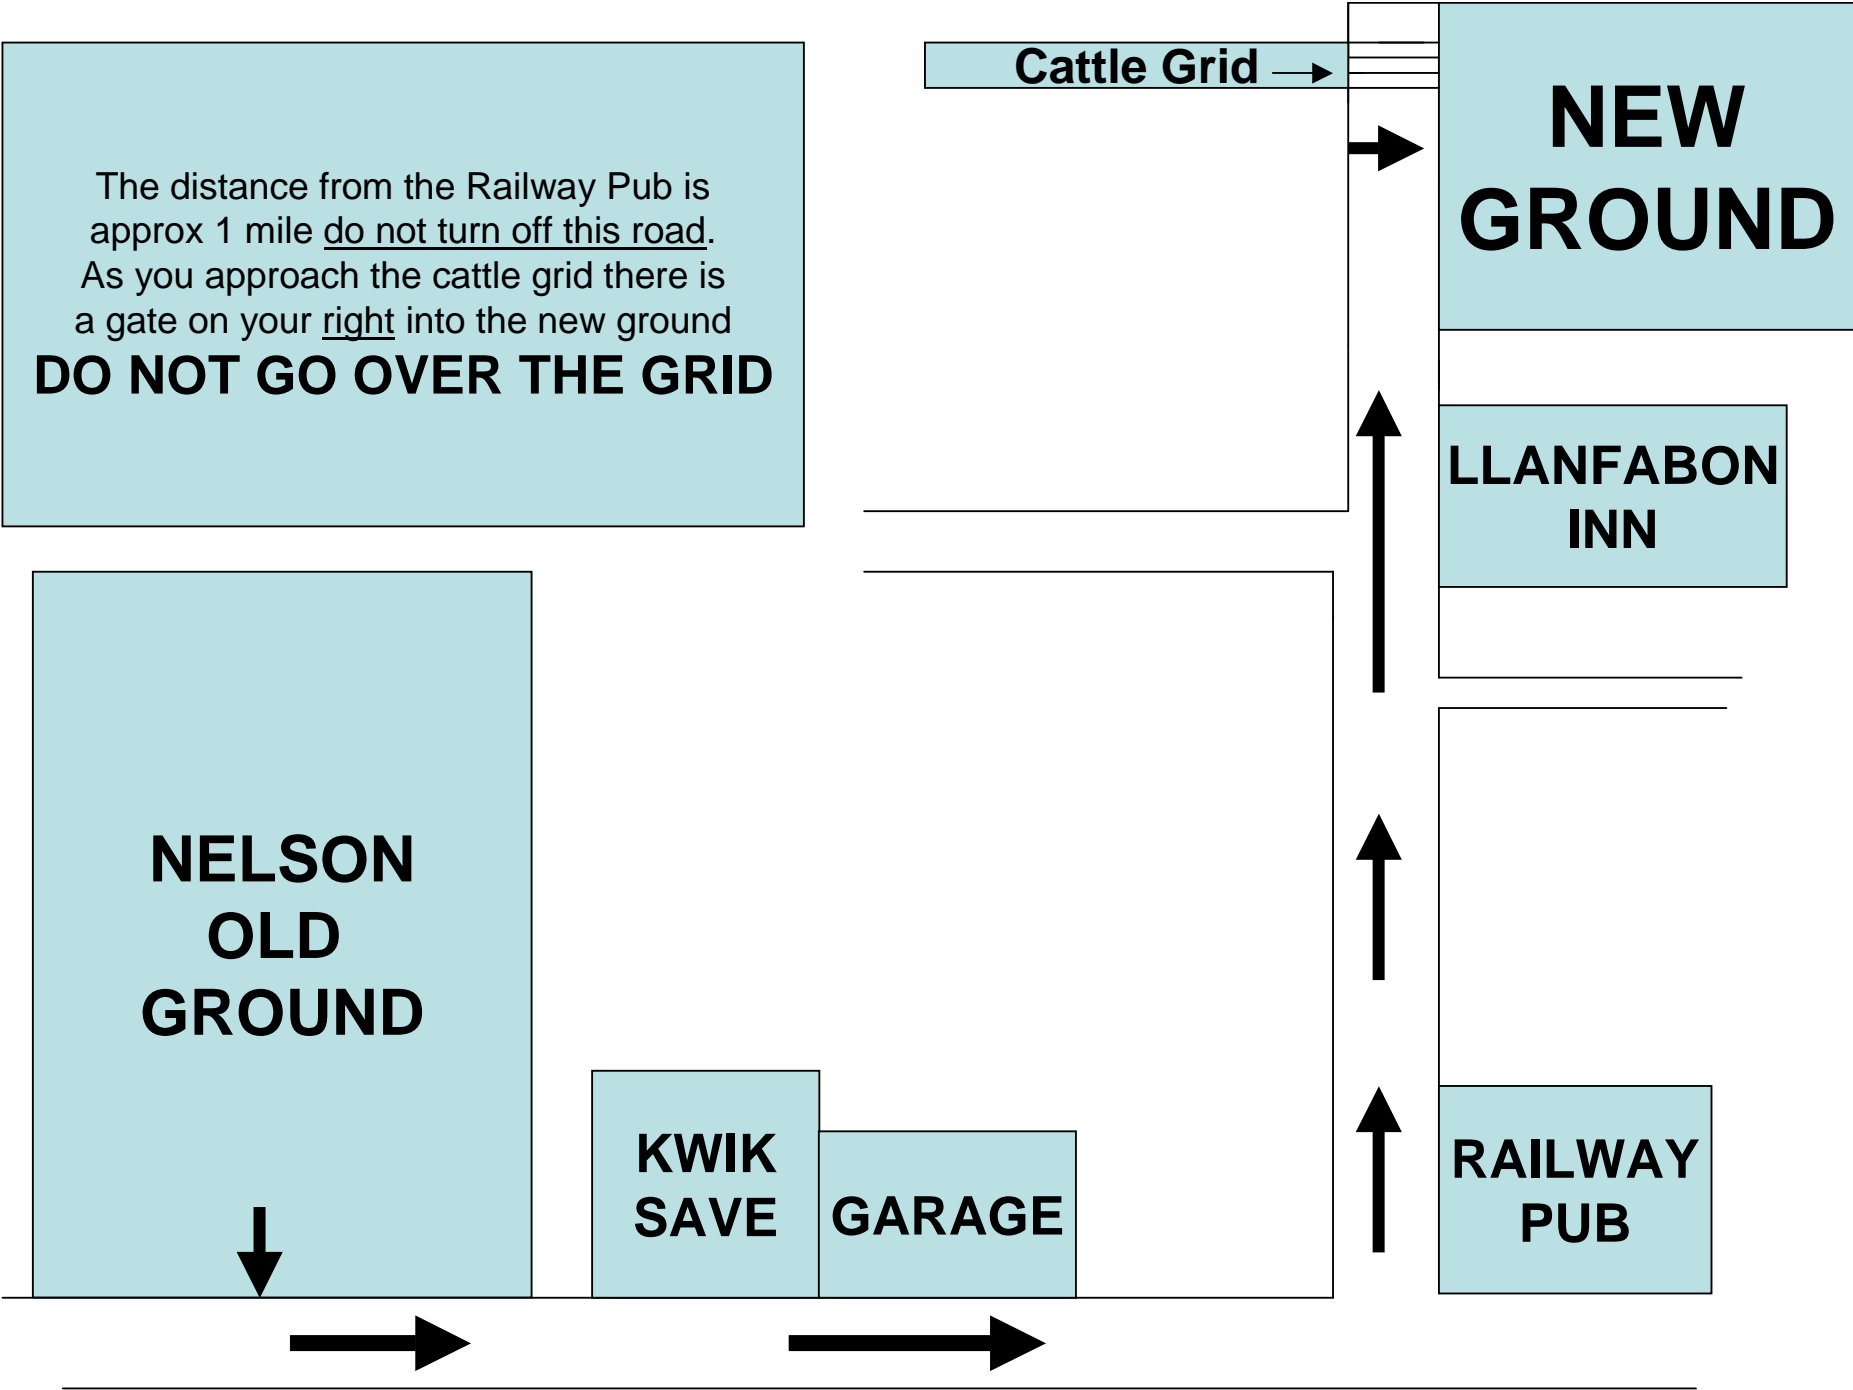 Cattle Grid
NEW
GROUND
The distance from the Railway Pub is
approx 1 mile do not turn off this road.
As you approach the cattle grid there is
a gate on your right into the new ground
DO NOT GO OVER THE GRID
LLANFABON
INN
NELSON
OLD
GROUND
KWIK
SAVE
GARAGE
RAILWAY
PUB